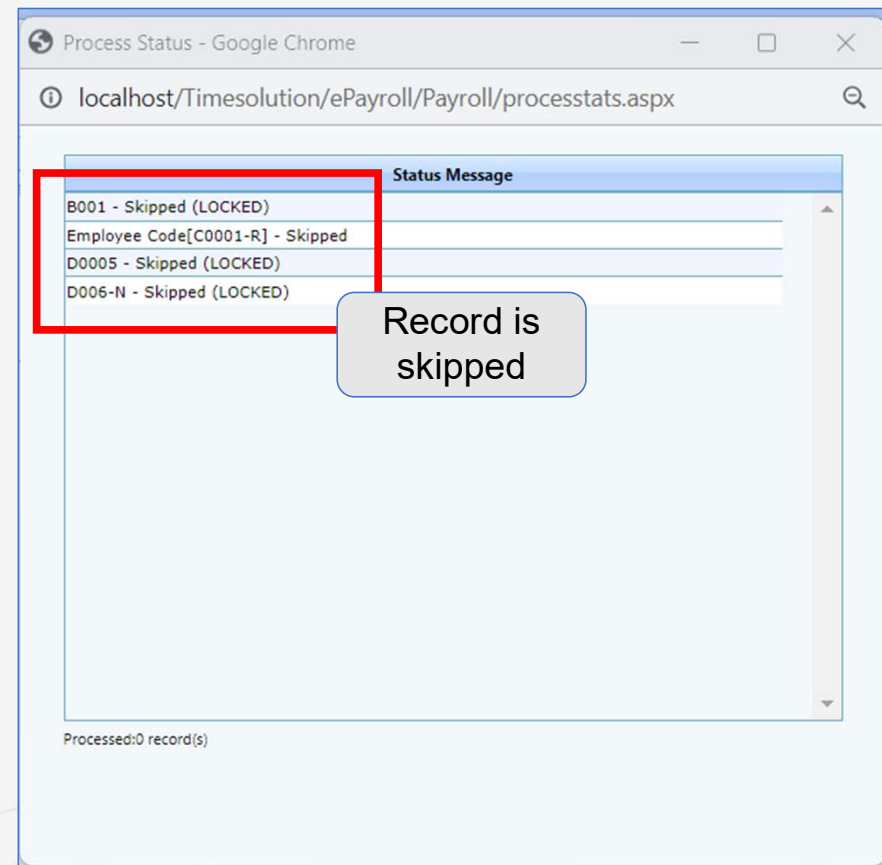 Process Status - Google Chrome
localhost/Timesolution/ePayroll/Payroll/processtats.aspx
Status Message
B001 - Skipped (LOCKED)
Employee Code[C0001-R] - Skipped
D0005 - Skipped (LOCKED)
D006-N - Skipped (LOCKED)
Record is
skipped
Processed:0 record(s)